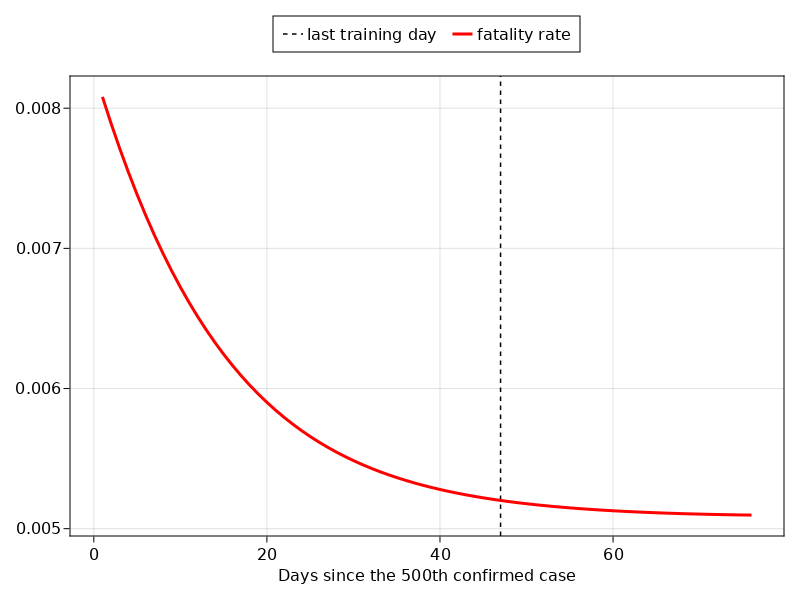 last training day fatality rate
0.008
0.007
0.006
0.005
0 20 40 60
Days since the 500th confirmed case